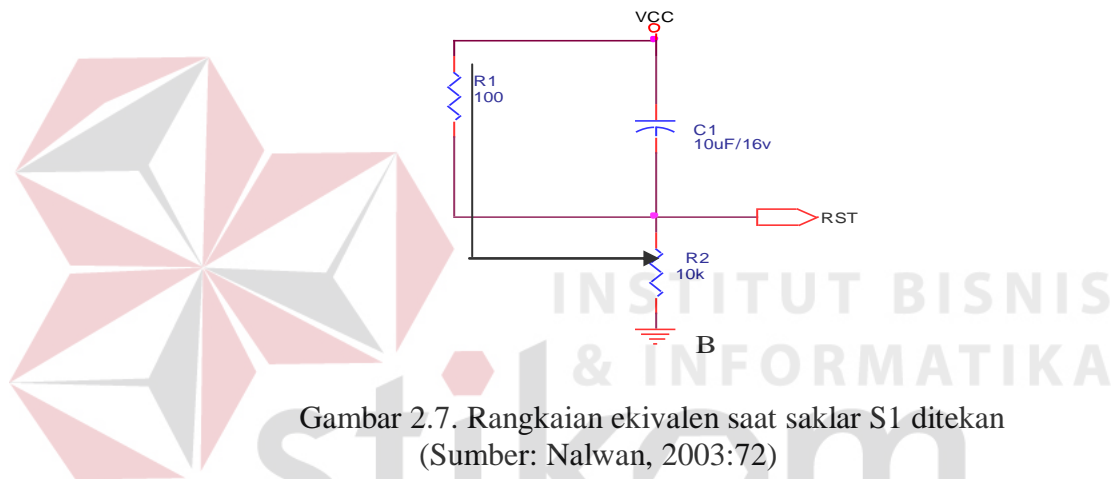 VCC
R1
100
C1
10uF/16v
RST
R2
10k
INSTITUT BISNIS
B
& INFORMATIKA
stikom
Gambar 2.7. Rangkaian ekivalen saat saklar S1 ditekan
(Sumber: Nalwan, 2003:72)